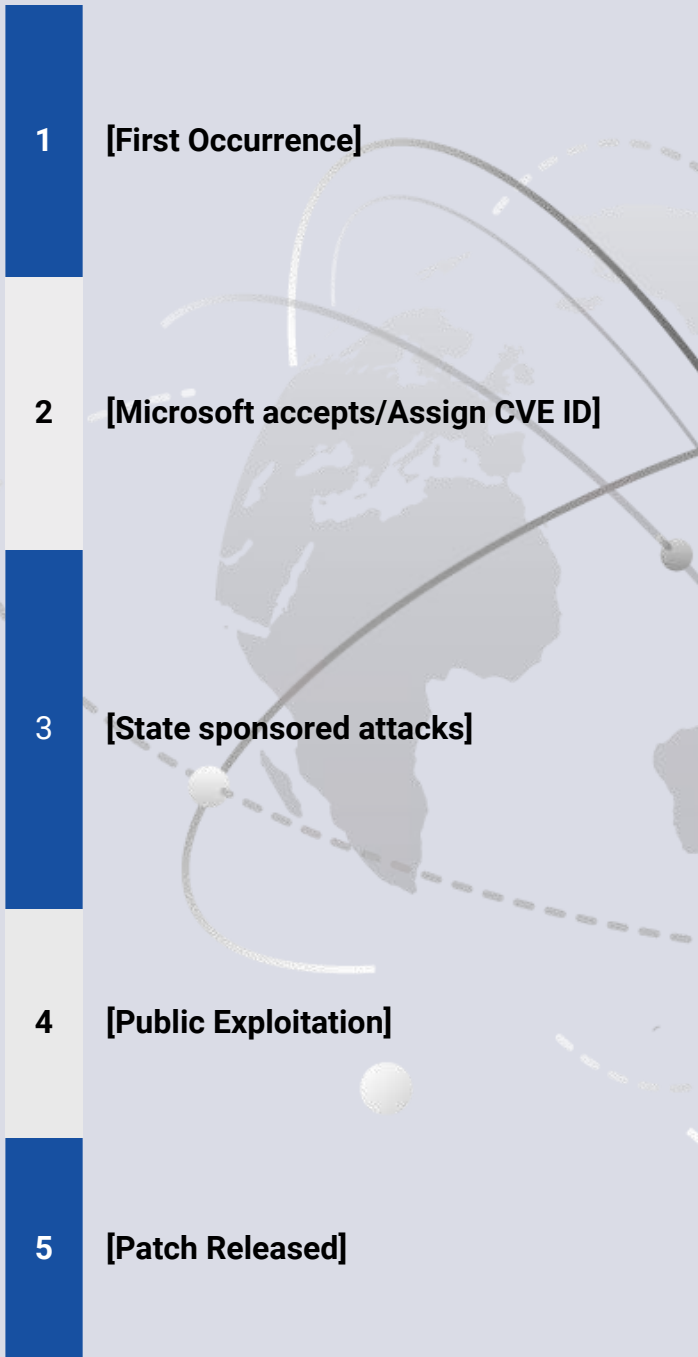 1 [First Occurrence]
2 [Microsoft accepts/Assign CVE ID]
3 [State sponsored attacks]
4 [Public Exploitation]
5 [Patch Released]